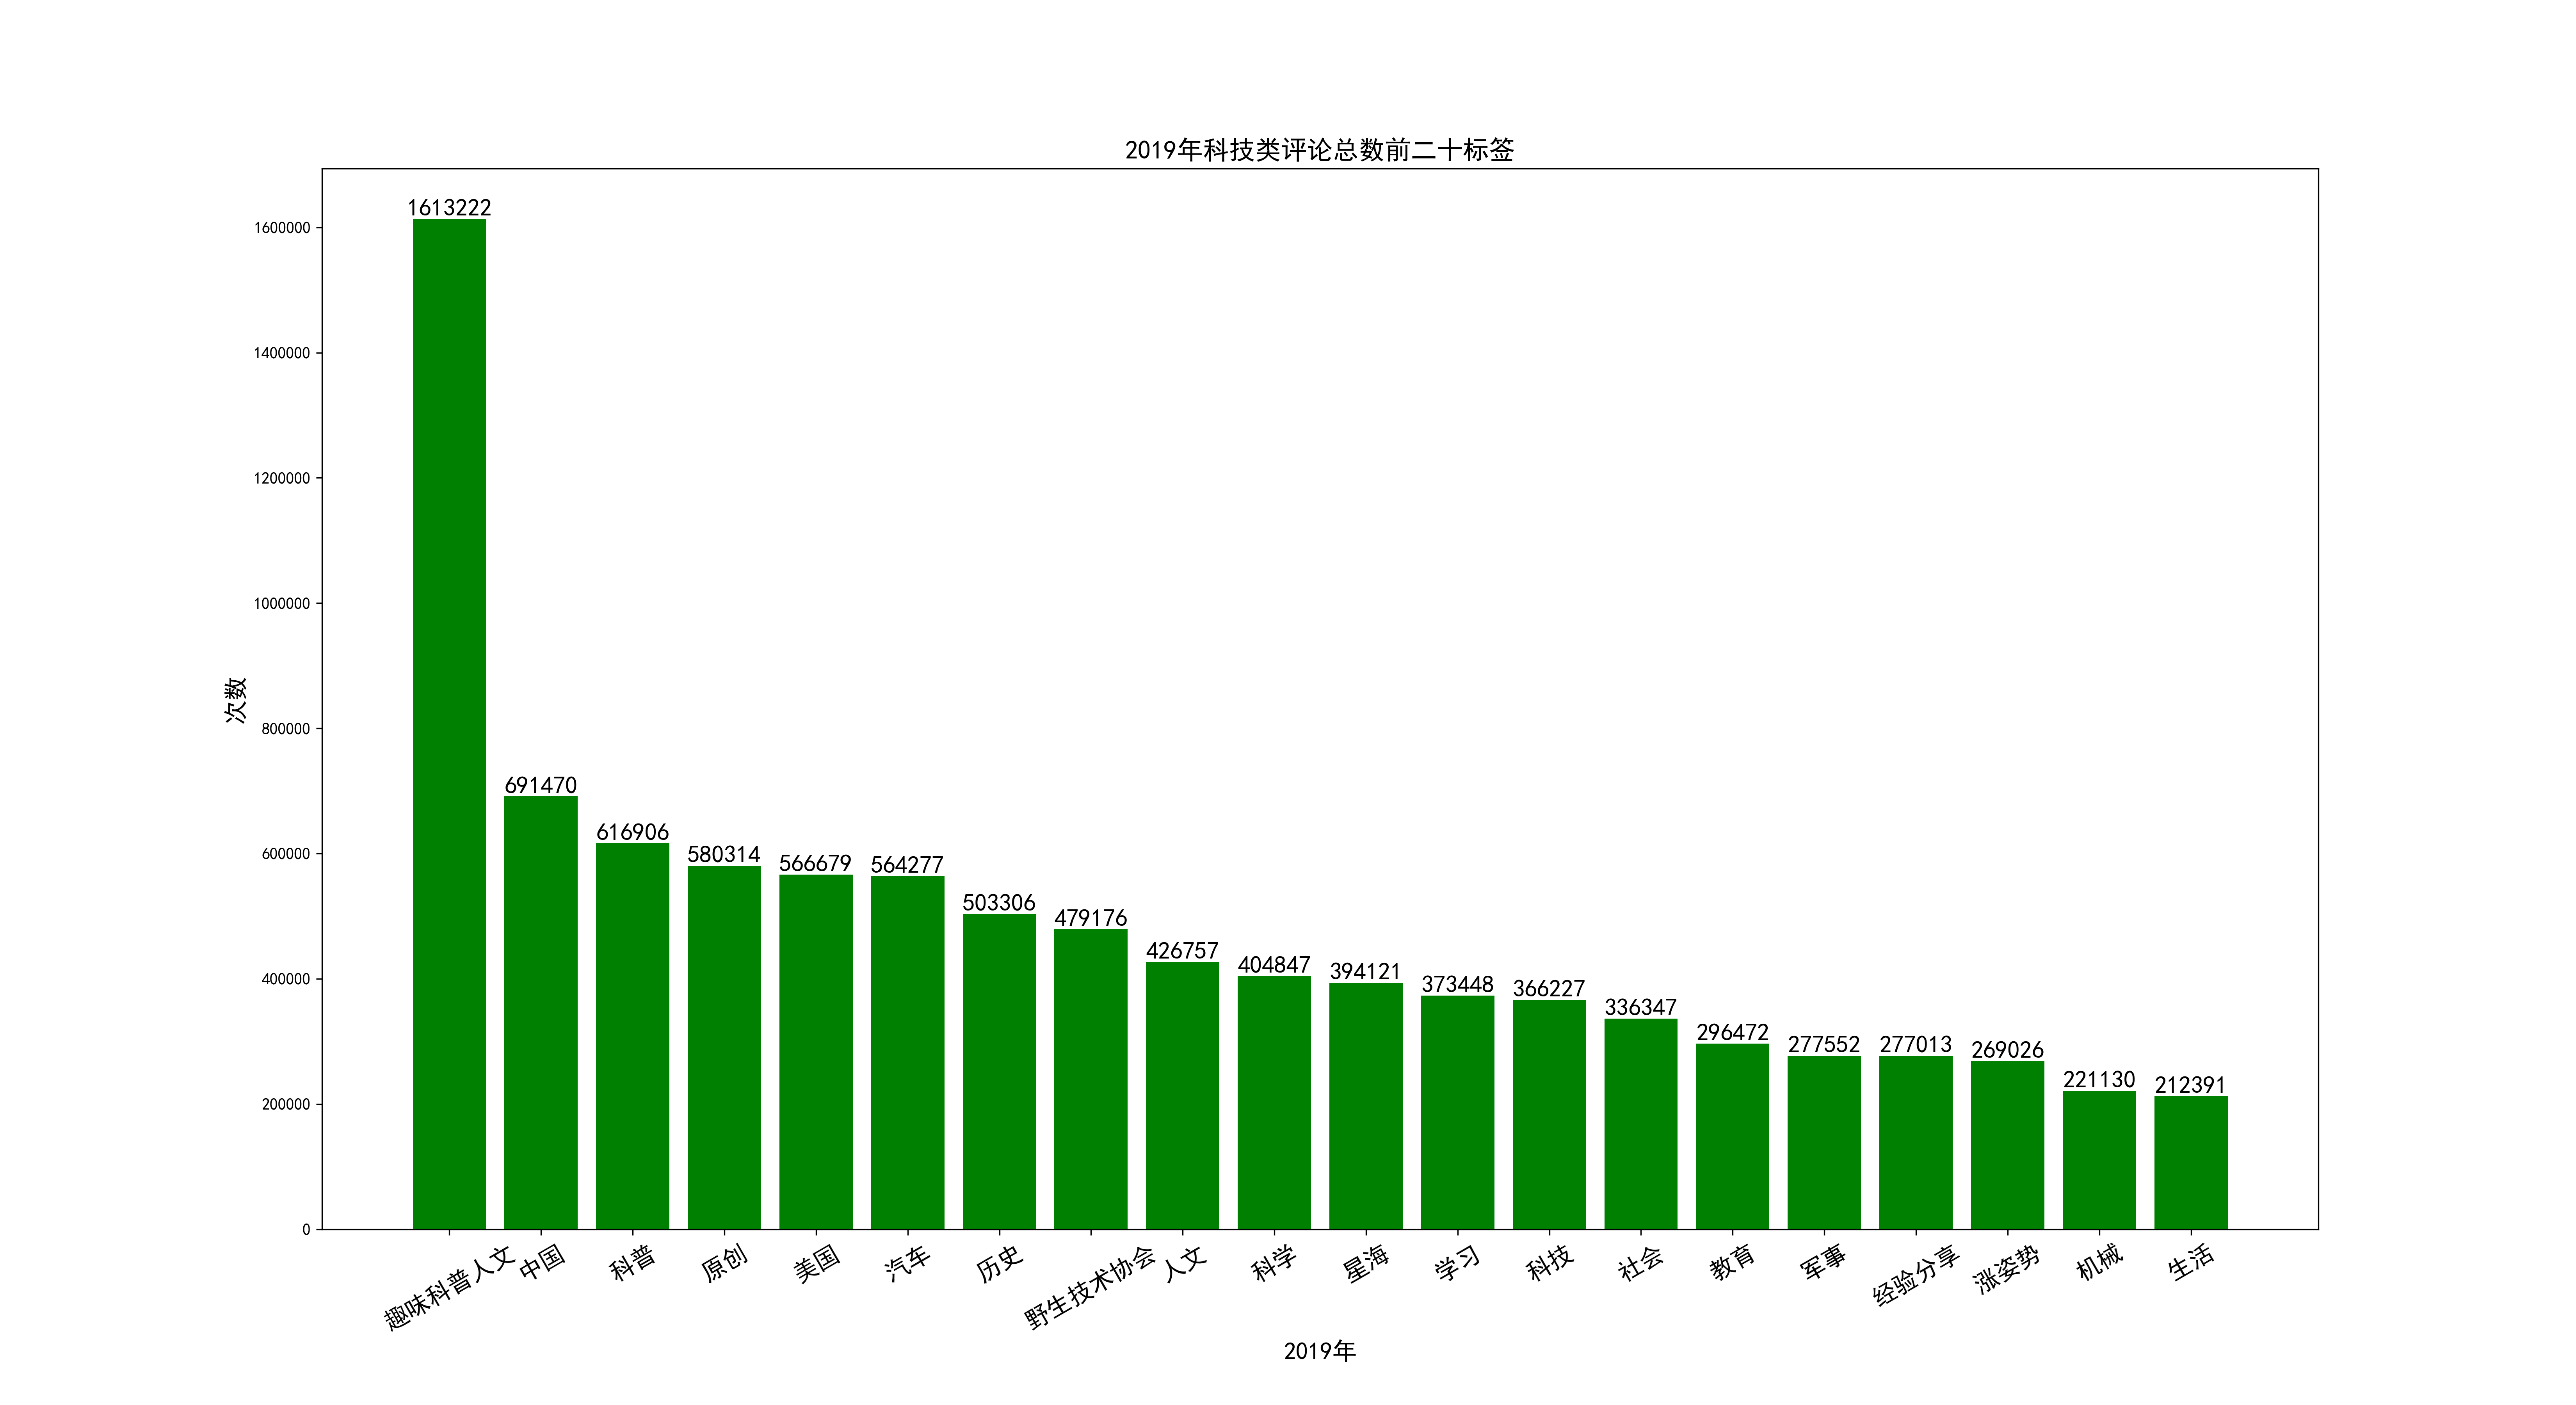 2019年科技类评论总数前二十标签
次数
1600000
1400000
1200000
1000000
800000
600000
400000
200000
0
1613222
691470
616906
580314
566679
564277
503306
479176
426757
404847
394121
373448
366227
336347
296472
277552
277013
269026
221130
212391
趣味科普人文
中国
科普
原创
美国
汽车
历史
野生技术协会
人文
科学
星海
学习
科技
社会
教育
军事
经验分享
涨姿势
机械
生活
2019年